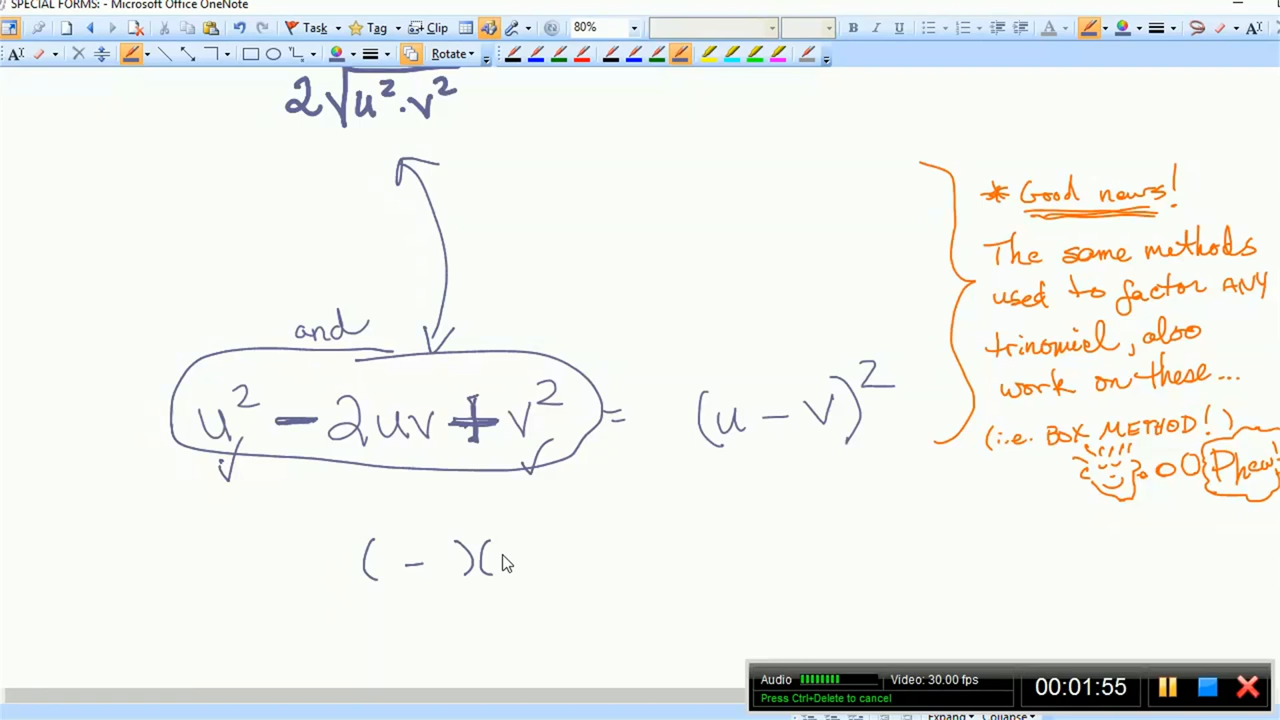 SPECIAL FORMS: - Microsoft Office OneNote
Task Tag Clip 80% B I U A
Rotate
2√u²·v²
and
u² - 2uv + v² = (u - v)²
( - )(
* Good news!
The same methods
used to factor ANY
trinomial, also
work on these...
(i.e. BOX METHOD!)
Phew
Audio Video: 30.00 fps
Press Ctrl+Delete to cancel
00:01:55
Expand Collapse